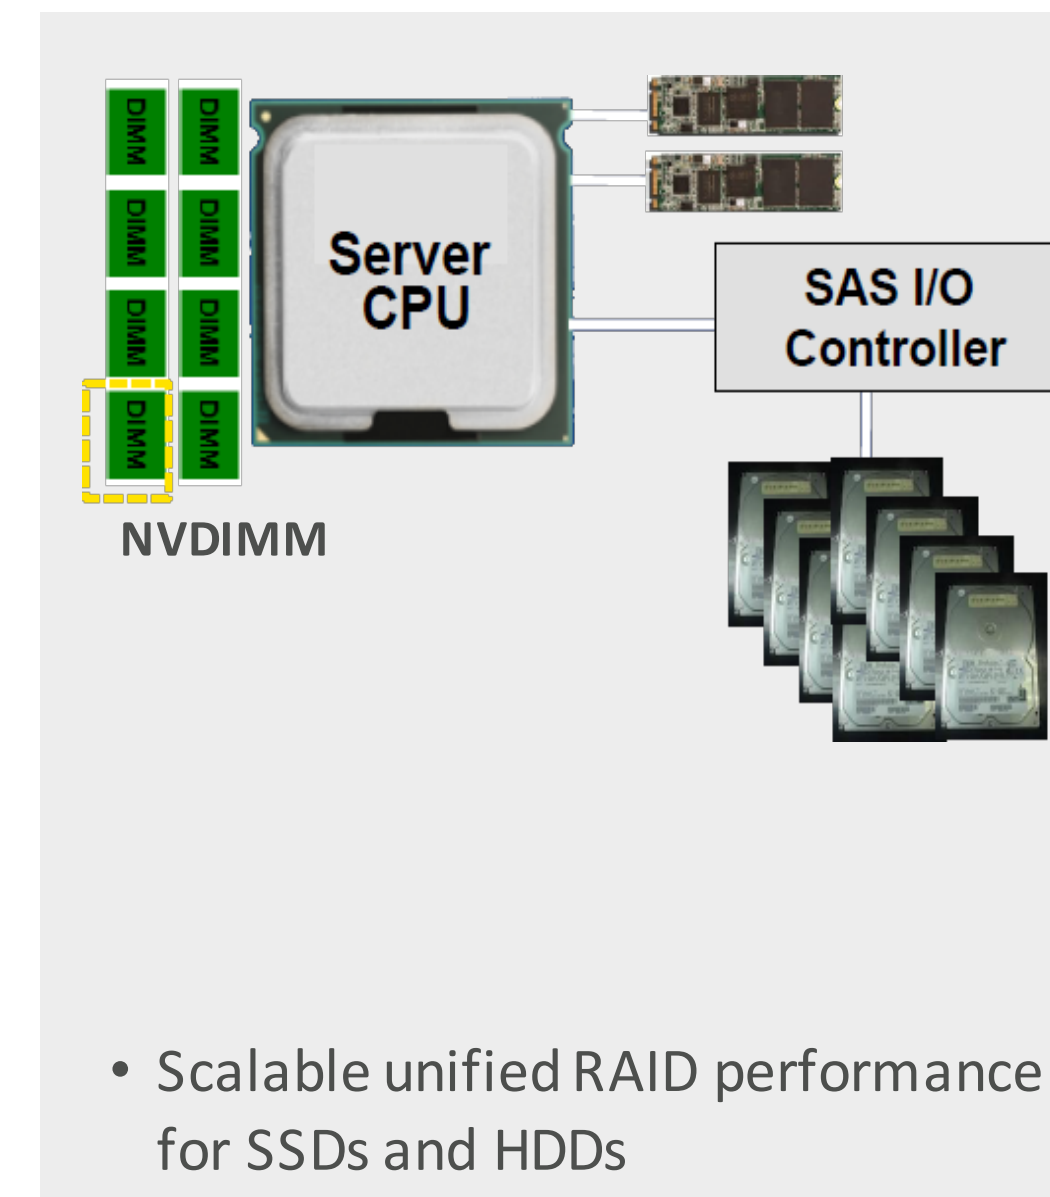 DIMM DIMM
DIMM DIMM
DIMM DIMM
DIMM DIMM
NVDIMM
Server
CPU
SAS I/O
Controller
• Scalable unified RAID performance
for SSDs and HDDs